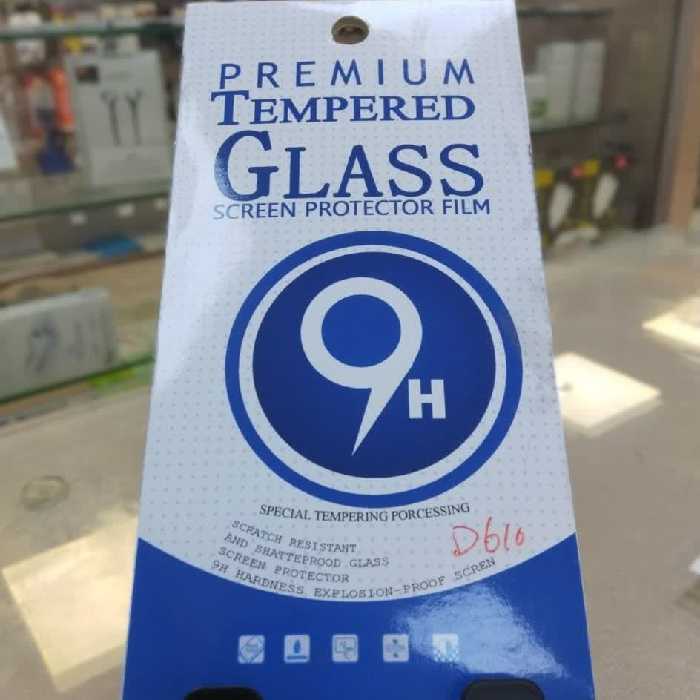 PREMIUM
TEMPERED
GLASS
SCREEN PROTECTOR FILM
9H
SPECIAL TEMPERING PORCESSING
SCRATCH RESISTANT
AND SHATTEPROOD GLASS
SCREEN PROTECTOR
9H HARDNESS EXPLOSION-PROOF SCREN
D610